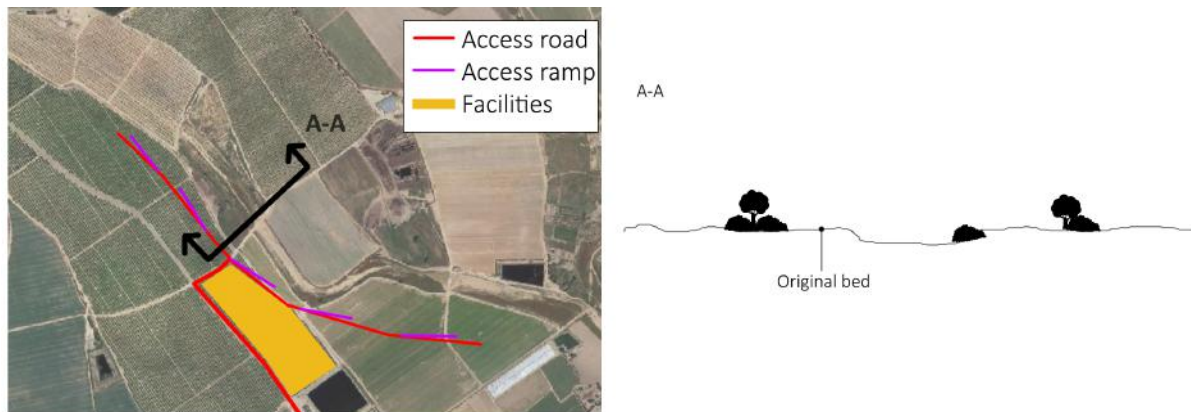 Access road
Access ramp
Facilities
A-A
A-A
Original bed